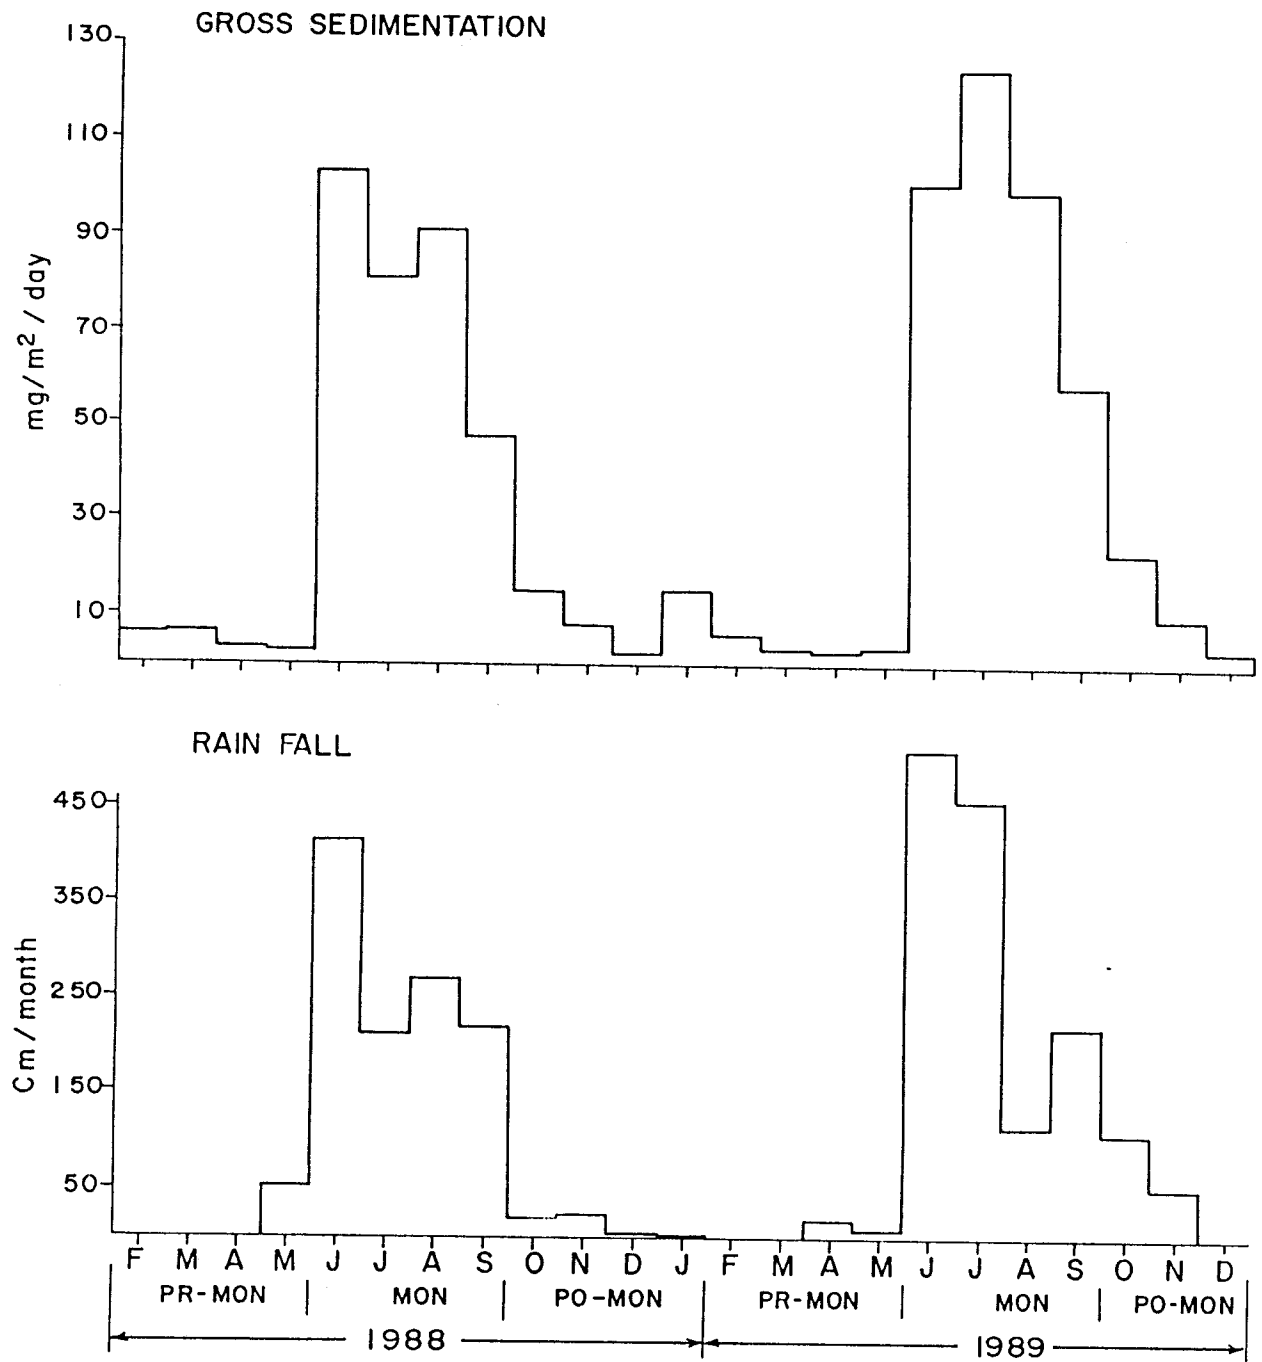 GROSS SEDIMENTATION
130
110
90
70
50
30
10
mg/m² / day
RAIN FALL
450
350
250
150
50
Cm/month
F M A M J J A S O N D J F M A M J J A S O N D
PR-MON MON PO-MON PR-MON MON PO-MON
1988 1989